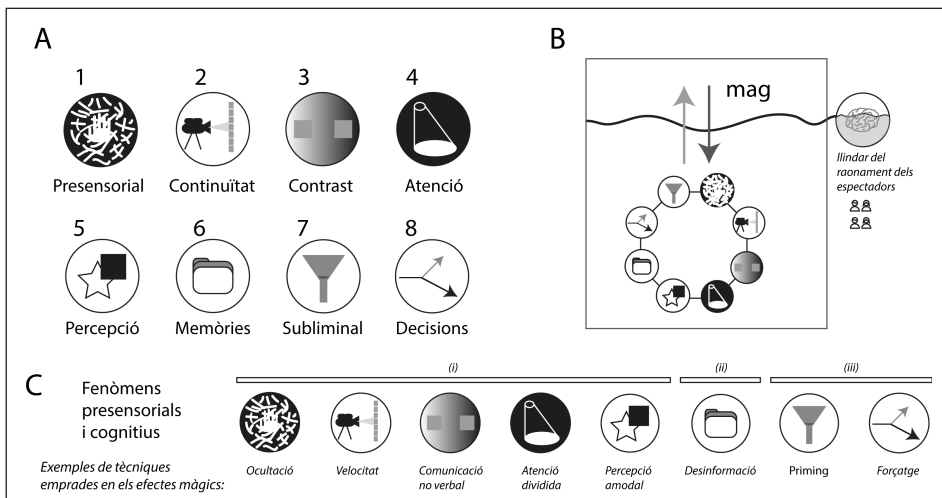 A
1 2 3 4
Presensorial Continuïtat Contrast Atenció
5 6 7 8
Percepció Memòries Subliminal Decisions
B
mag
llindar del
raonament dels
espectadors
C
Fenòmens
presensorials
i cognitius
(i) (ii) (iii)
Exemples de tècniques
emprades en els efectes màgics:
Ocultació
Velocitat
Comunicació
no verbal
Atenció
dividida
Percepció
amodal
Desinformació
Priming
Forçatge